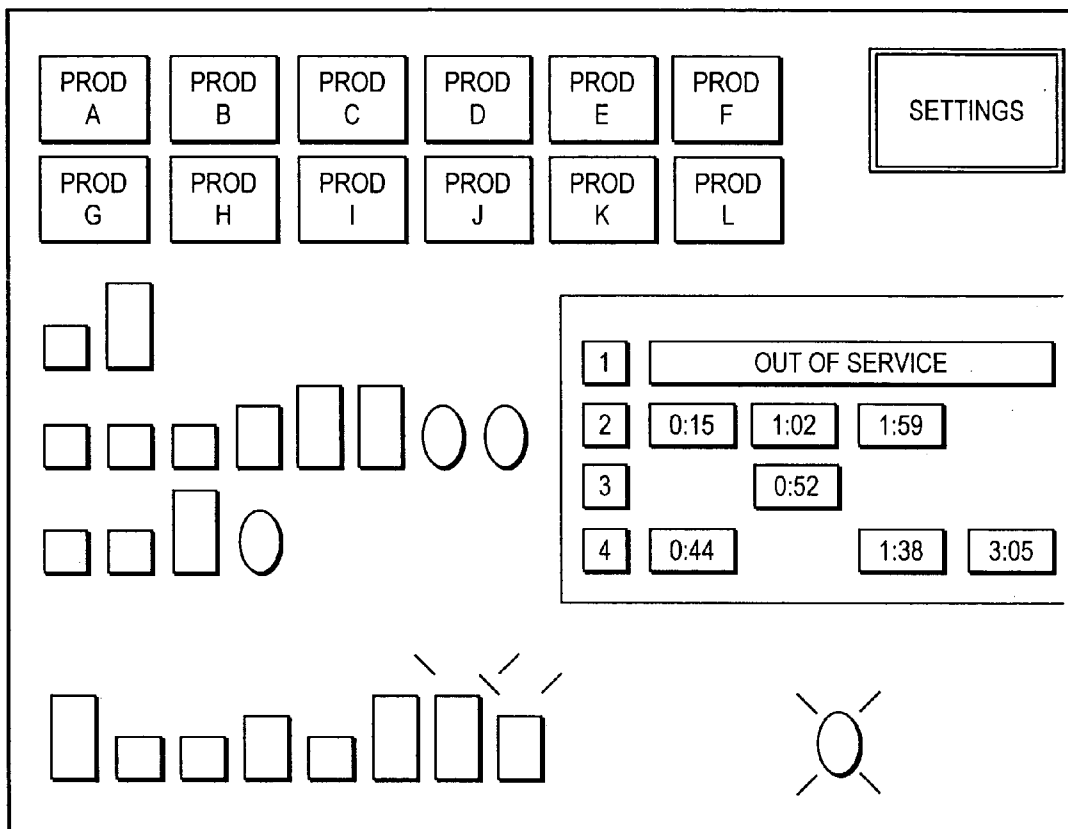 PROD A PROD B PROD C PROD D PROD E PROD F
SETTINGS
PROD G PROD H PROD I PROD J PROD K PROD L
1 OUT OF SERVICE
2 0:15 1:02 1:59
3 0:52
4 0:44 1:38 3:05